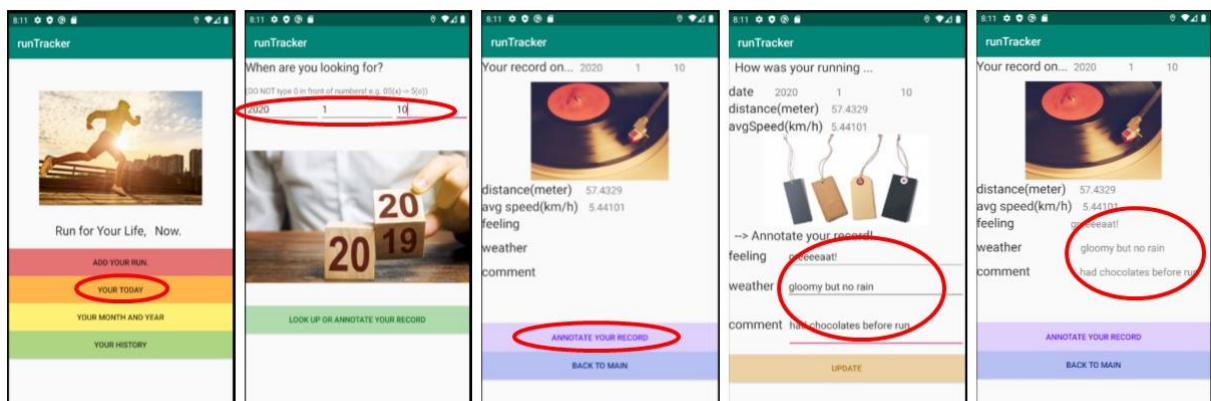 8:11
runTracker
Run for Your Life, Now.
ADD YOUR RUN.
YOUR TODAY
YOUR MONTH AND YEAR
YOUR HISTORY
8:11
runTracker
When are you looking for?
(DO NOT type 0 in front of numbers! e.g. 05(x) -> 5(o))
2020 1 10
20
20 19
LOOK UP OR ANNOTATE YOUR RECORD
8:11
runTracker
Your record on... 2020 1 10
distance(meter) 57.4329
avg speed(km/h) 5.44101
feeling
weather
comment
ANNOTATE YOUR RECORD
BACK TO MAIN
8:11
runTracker
How was your running ...
date 2020 1 10
distance(meter) 57.4329
avgSpeed(km/h) 5.44101
--> Annotate your record!
feeling greeeeaat!
weather gloomy but no rain
comment had chocolates before run
UPDATE
8:11
runTracker
Your record on... 2020 1 10
distance(meter) 57.4329
avg speed(km/h) 5.44101
feeling greeeeaat!
weather gloomy but no rain
comment had chocolates before run
ANNOTATE YOUR RECORD
BACK TO MAIN